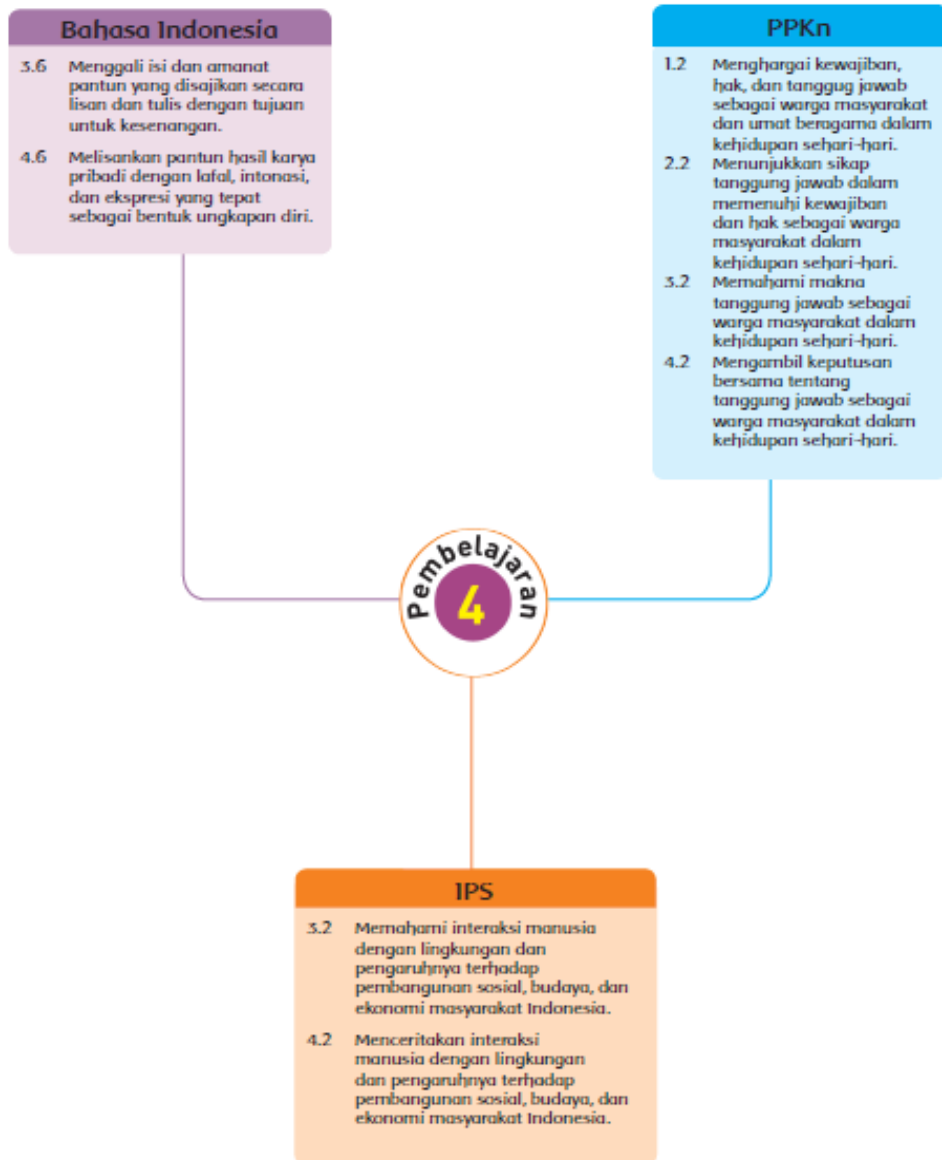 Bahasa Indonesia
3.6 Menggali isi dan amanat
pantun yang disajikan secara
lisan dan tulis dengan tujuan
untuk kesenangan.
4.6 Melisankan pantun hasil karya
pribadi dengan lafal, intonasi,
dan ekspresi yang tepat
sebagai bentuk ungkapan diri.
PPKn
1.2 Menghargai kewajiban,
hak, dan tanggug jawab
sebagai warga masyarakat
dan umat beragama dalam
kehidupan sehari-hari.
2.2 Menunjukkan sikap
tanggung jawab dalam
memenuhi kewajiban
dan hak sebagai warga
masyarakat dalam
kehidupan sehari-hari.
3.2 Memahami makna
tanggung jawab sebagai
warga masyarakat dalam
kehidupan sehari-hari.
4.2 Mengambil keputusan
bersama tentang
tanggung jawab sebagai
warga masyarakat dalam
kehidupan sehari-hari.
Pembelajaran
4
IPS
3.2 Memahami interaksi manusia
dengan lingkungan dan
pengaruhnya terhadap
pembangunan sosial, budaya, dan
ekonomi masyarakat Indonesia.
4.2 Menceritakan interaksi
manusia dengan lingkungan
dan pengaruhnya terhadap
pembangunan sosial, budaya, dan
ekonomi masyarakat Indonesia.